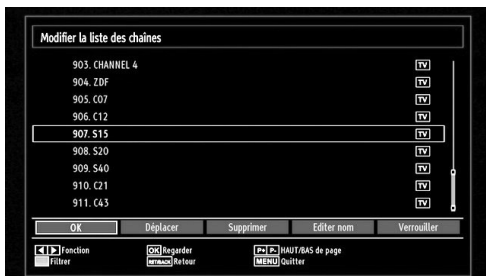 Modifier la liste des chaînes
903. CHANNEL 4 TV
904. ZDF TV
905. C07 TV
906. C12 TV
907. S15 TV
908. S20 TV
909. S40 TV
910. C21 TV
911. C43 TV
OK Déplacer Supprimer Editer nom Verrouiller
Fonction OK Regarder P+ P- HAUT/BAS de page
Filtrer RET/BACK Retour MENU Quitter